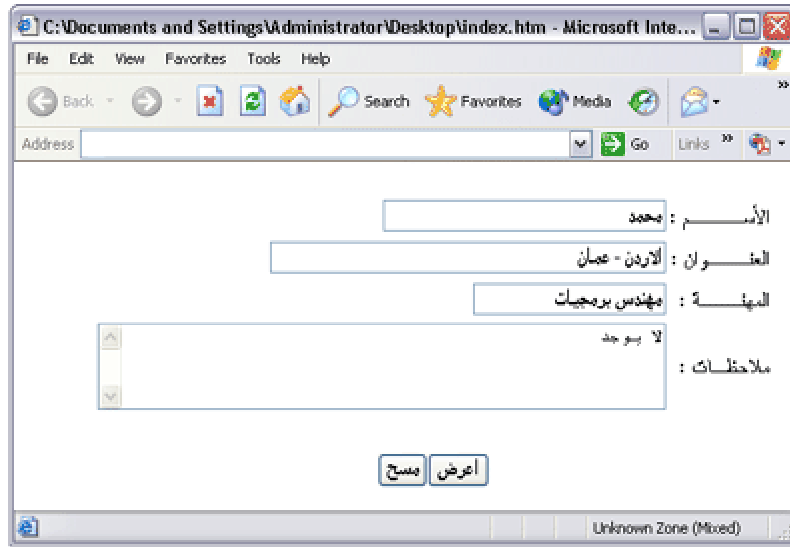 C:\Documents and Settings\Administrator\Desktop\index.htm - Microsoft Inte...
File Edit View Favorites Tools Help
Back Search Favorites Media »
Address Go Links »
الأســـــــم : محمد
العنـــــوان : الاردن - عمان
المهنـــــة : مهندس برمجيات
لا يوجد
ملاحظـــات :
اعرض مسح
Unknown Zone (Mixed)